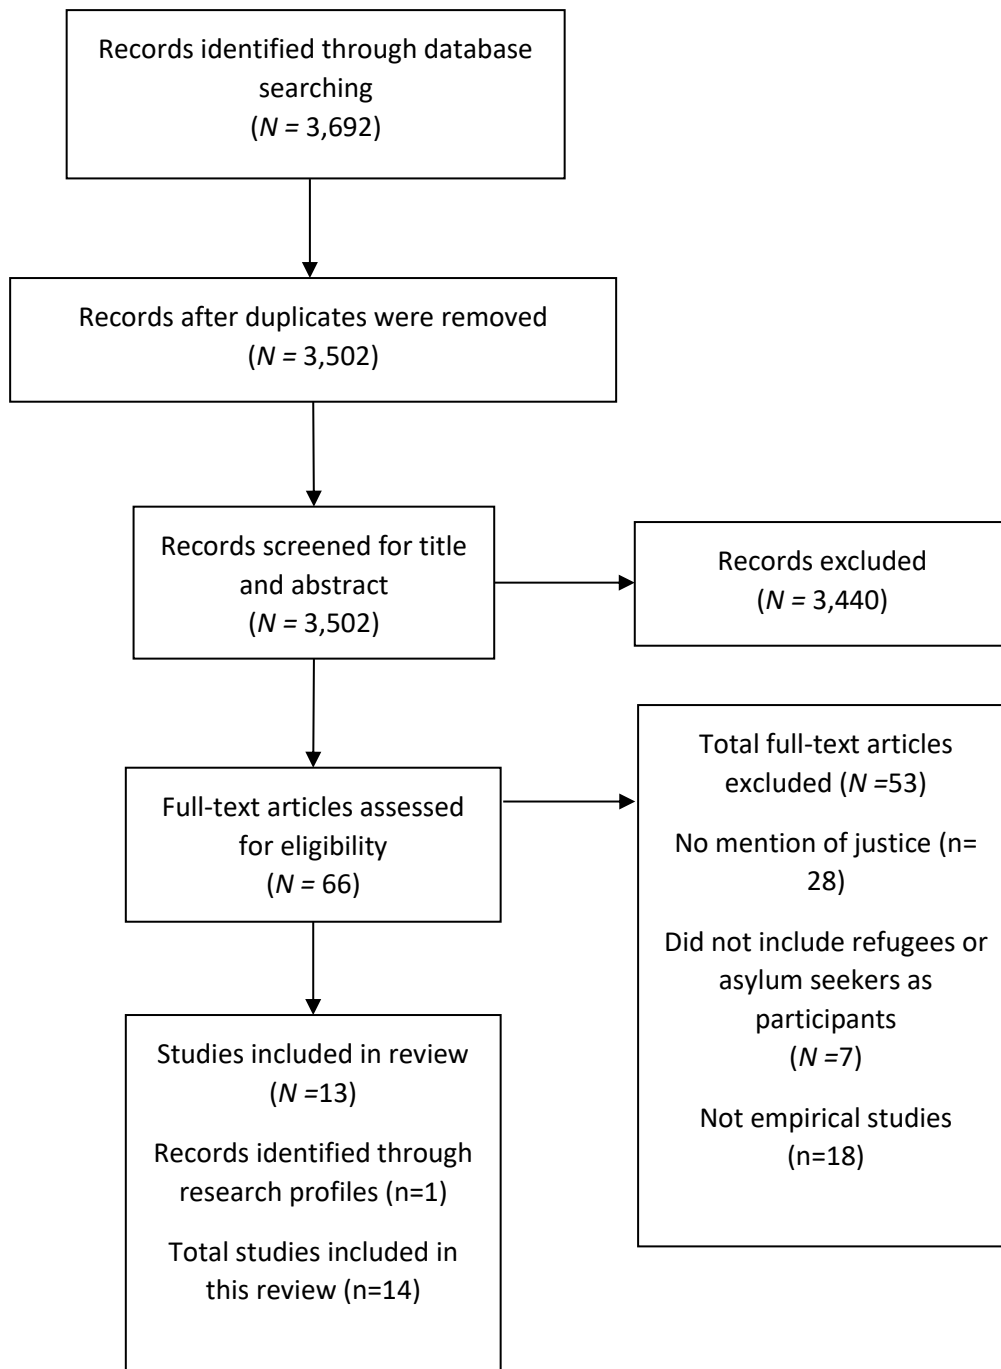 Records identified through database
searching
(N = 3,692)
Records after duplicates were removed
(N = 3,502)
Records screened for title
and abstract
(N = 3,502)
Records excluded
(N = 3,440)
Full-text articles assessed
for eligibility
(N = 66)
Total full-text articles
excluded (N =53)
No mention of justice (n=
28)
Did not include refugees or
asylum seekers as
participants
(N =7)
Not empirical studies
(n=18)
Studies included in review
(N =13)
Records identified through
research profiles (n=1)
Total studies included in
this review (n=14)